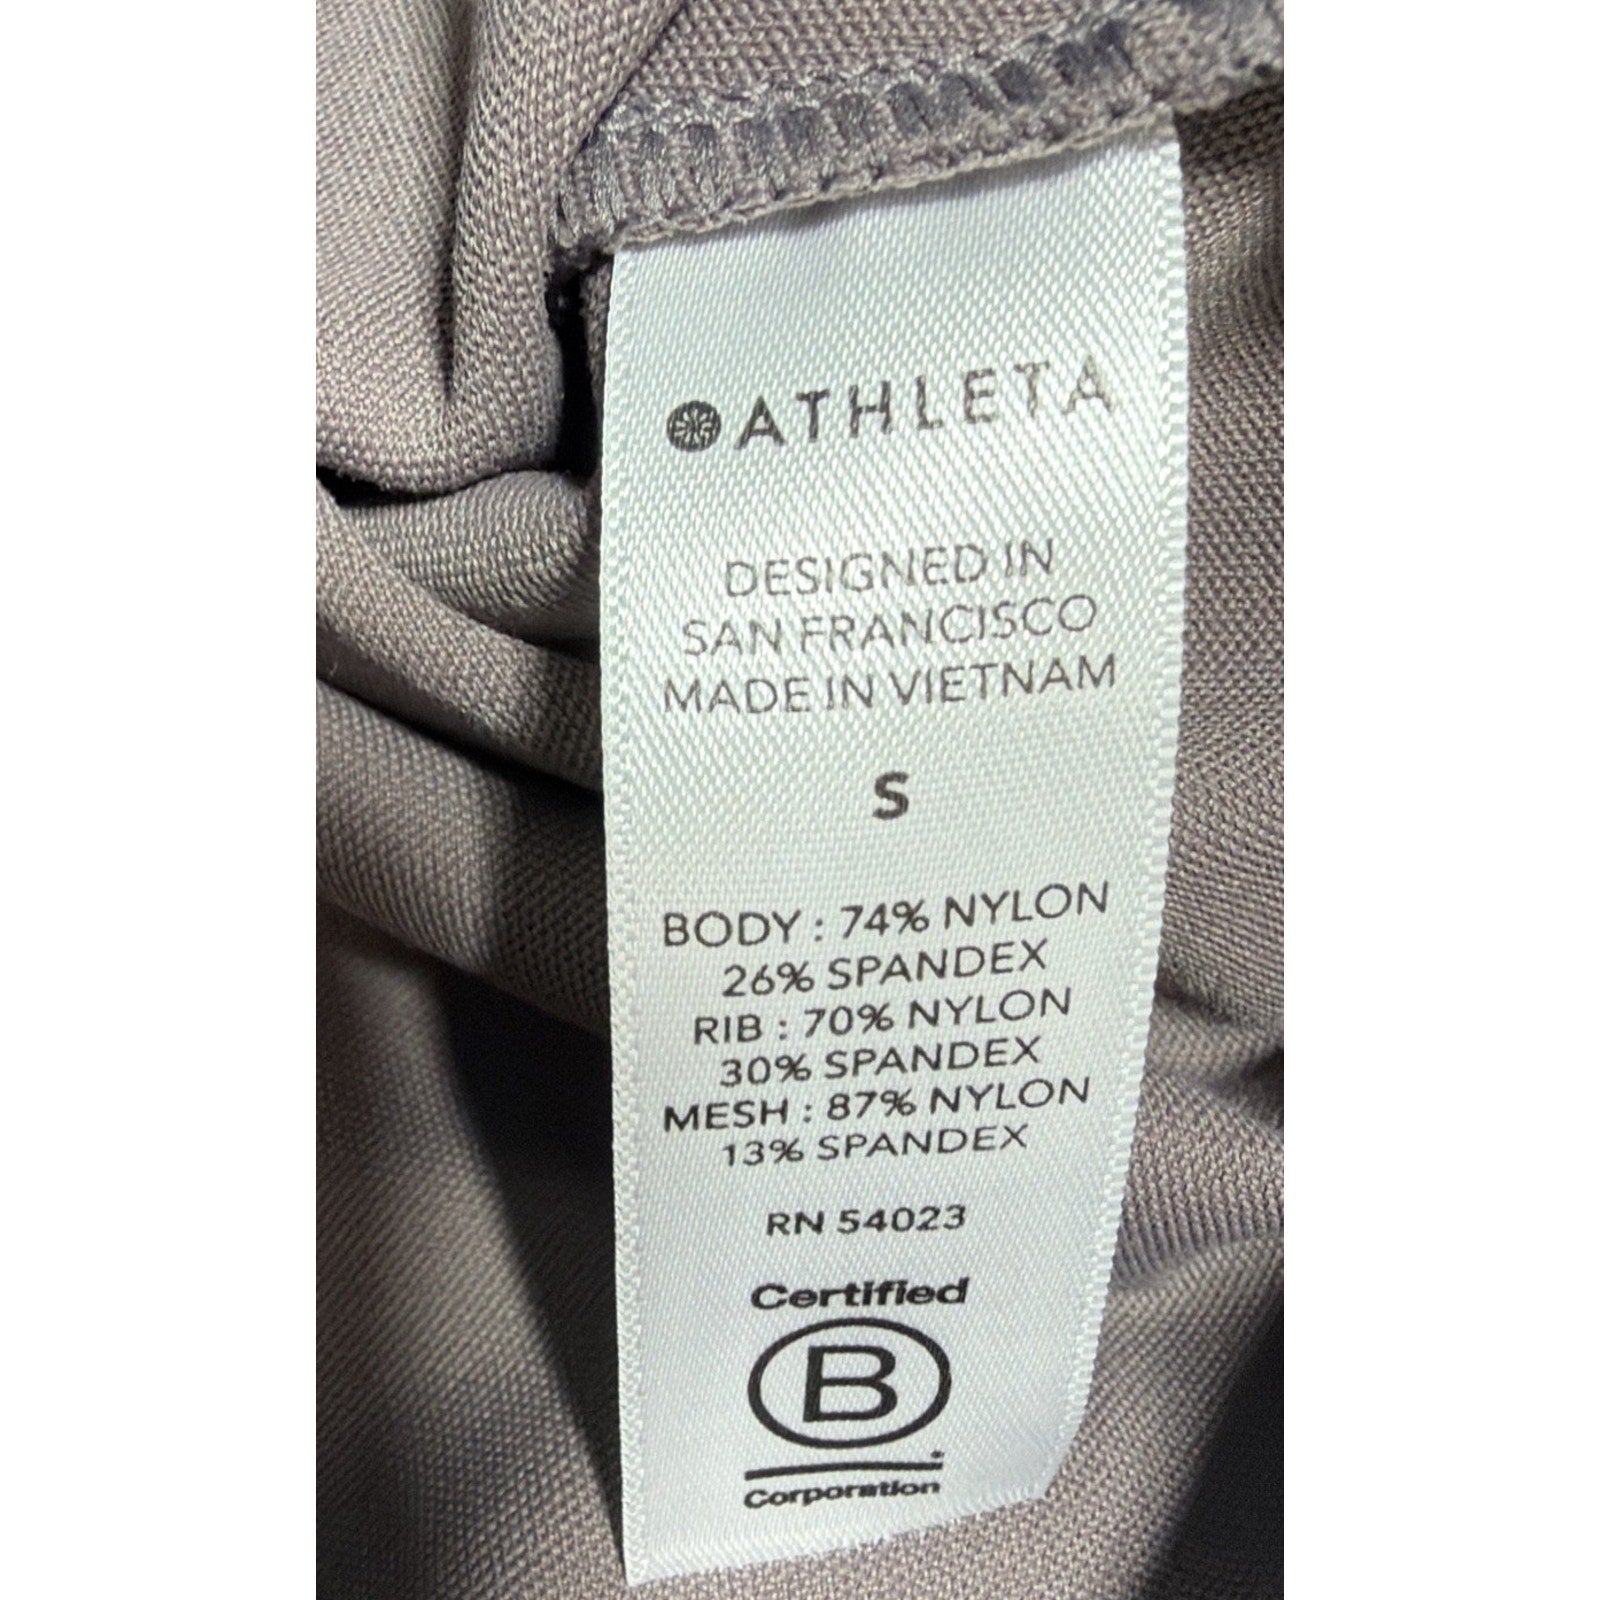 ATHLETA
DESIGNED IN
SAN FRANCISCO
MADE IN VIETNAM
S
BODY : 74% NYLON
26% SPANDEX
RIB : 70% NYLON
30% SPANDEX
MESH : 87% NYLON
13% SPANDEX
RN 54023
Certified
B
Corporation